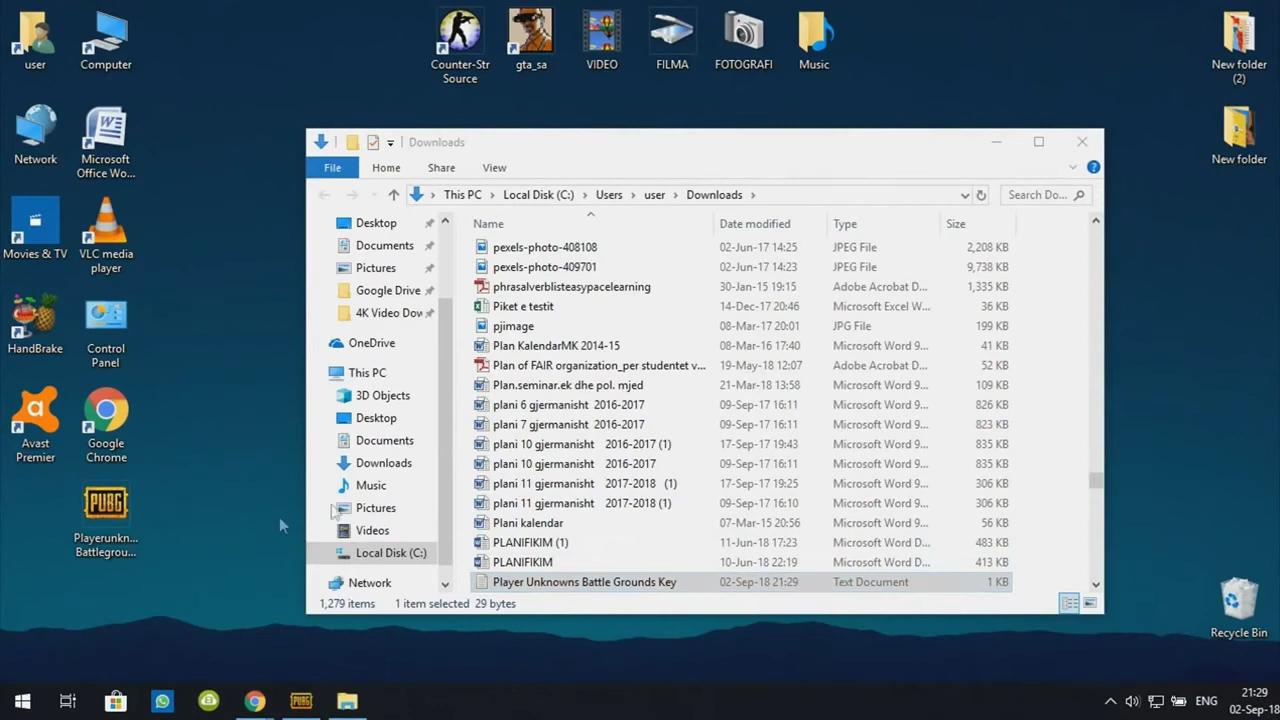 user
Computer
Counter-Str
Source
gta_sa
VIDEO
FILMA
FOTOGRAFI
Music
New folder
(2)
Network
Microsoft
Office Wo...
New folder
Movies & TV
VLC media
player
HandBrake
Control
Panel
Avast
Premier
Google
Chrome
PUBG
Playerunkn...
Battlegrou...
Recycle Bin
Downloads
File Home Share View
This PC › Local Disk (C:) › Users › user › Downloads ›
Search Do...
Desktop
Documents
Pictures
Google Drive
4K Video Dow
OneDrive
This PC
3D Objects
Desktop
Documents
Downloads
Music
Pictures
Videos
Local Disk (C:)
Network
Name Date modified Type Size
pexels-photo-408108 02-Jun-17 14:25 JPEG File 2,208 KB
pexels-photo-409701 02-Jun-17 14:23 JPEG File 9,738 KB
phrasalverblisteasypacelearning 30-Jan-15 19:15 Adobe Acrobat D... 1,335 KB
Piket e testit 14-Dec-17 20:46 Microsoft Excel W... 36 KB
pjimage 08-Mar-17 20:01 JPG File 199 KB
Plan KalendarMK 2014-15 08-Mar-16 17:40 Microsoft Word 9... 41 KB
Plan of FAIR organization_per studentet v... 19-May-18 12:07 Adobe Acrobat D... 52 KB
Plan.seminar.ek dhe pol. mjed 21-Mar-18 13:58 Microsoft Word 9... 109 KB
plani 6 gjermanisht 2016-2017 09-Sep-17 16:11 Microsoft Word 9... 826 KB
plani 7 gjermanisht 2016-2017 09-Sep-17 16:11 Microsoft Word 9... 823 KB
plani 10 gjermanisht 2016-2017 (1) 17-Sep-17 19:43 Microsoft Word 9... 835 KB
plani 10 gjermanisht 2016-2017 09-Sep-17 16:11 Microsoft Word 9... 835 KB
plani 11 gjermanisht 2017-2018 (1) 17-Sep-17 19:25 Microsoft Word 9... 306 KB
plani 11 gjermanisht 2017-2018 (1) 09-Sep-17 16:10 Microsoft Word 9... 306 KB
Plani kalendar 07-Mar-15 20:56 Microsoft Word 9... 56 KB
PLANIFIKIM (1) 11-Jun-18 17:23 Microsoft Word 9... 483 KB
PLANIFIKIM 10-Jun-18 22:19 Microsoft Word 9... 413 KB
Player Unknowns Battle Grounds Key 02-Sep-18 21:29 Text Document 1 KB
1,279 items 1 item selected 29 bytes
PUBG
ENG
21:29
02-Sep-18